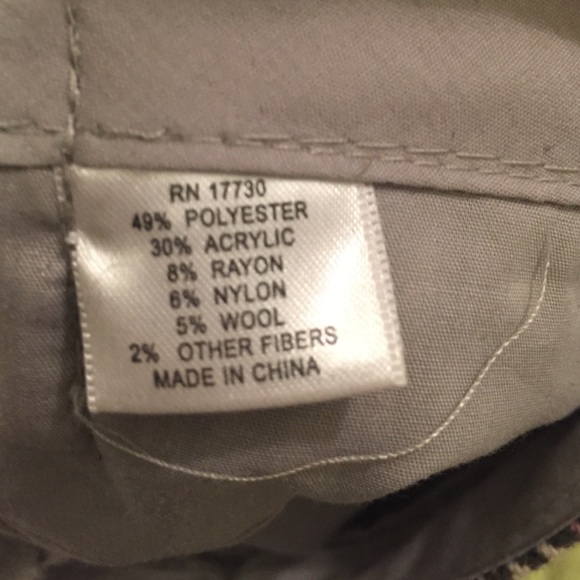 RN 17730
49% POLYESTER
30% ACRYLIC
8% RAYON
6% NYLON
5% WOOL
2% OTHER FIBERS
MADE IN CHINA